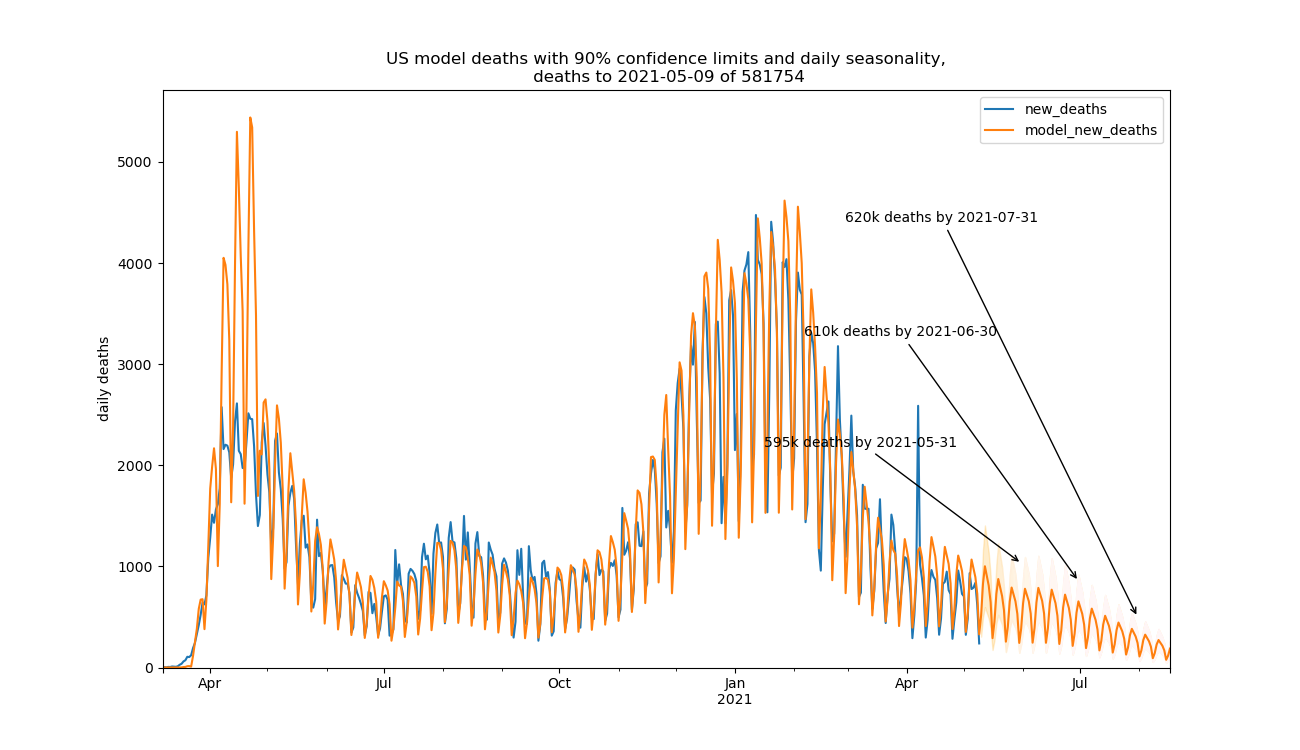 US model deaths with 90% confidence limits and daily seasonality,
deaths to 2021-05-09 of 581754
new_deaths
model_new_deaths
daily deaths
5000
4000
3000
2000
1000
0
620k deaths by 2021-07-31
610k deaths by 2021-06-30
595k deaths by 2021-05-31
Apr
Jul
Oct
Jan
2021
Apr
Jul